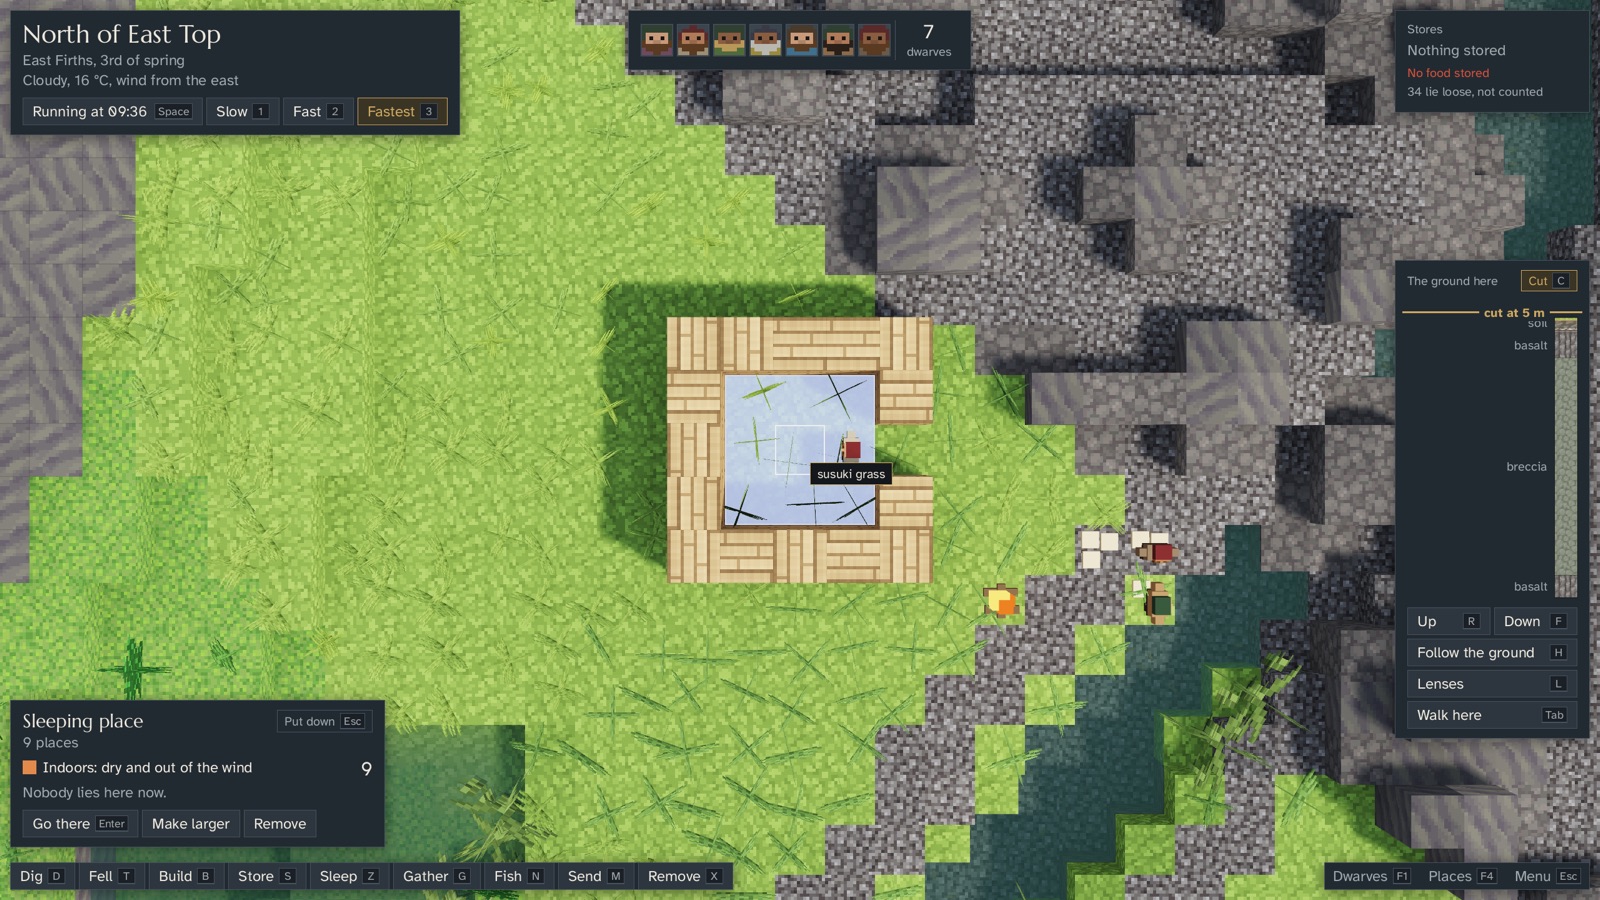 North of East Top
East Firths, 3rd of spring
Cloudy, 16 °C, wind from the east
Running at 09:36 Space
Slow 1
Fast 2
Fastest 3
7
dwarves
Stores
Nothing stored
No food stored
34 lie loose, not counted
The ground here
Cut C
cut at 5 m
soil
basalt
breccia
basalt
Up R
Down F
Follow the ground H
Lenses L
Walk here Tab
susuki grass
Sleeping place
Put down Esc
9 places
Indoors: dry and out of the wind 9
Nobody lies here now.
Go there Enter
Make larger
Remove
Dig D
Fell T
Build B
Store S
Sleep Z
Gather G
Fish N
Send M
Remove X
Dwarves F1
Places F4
Menu Esc